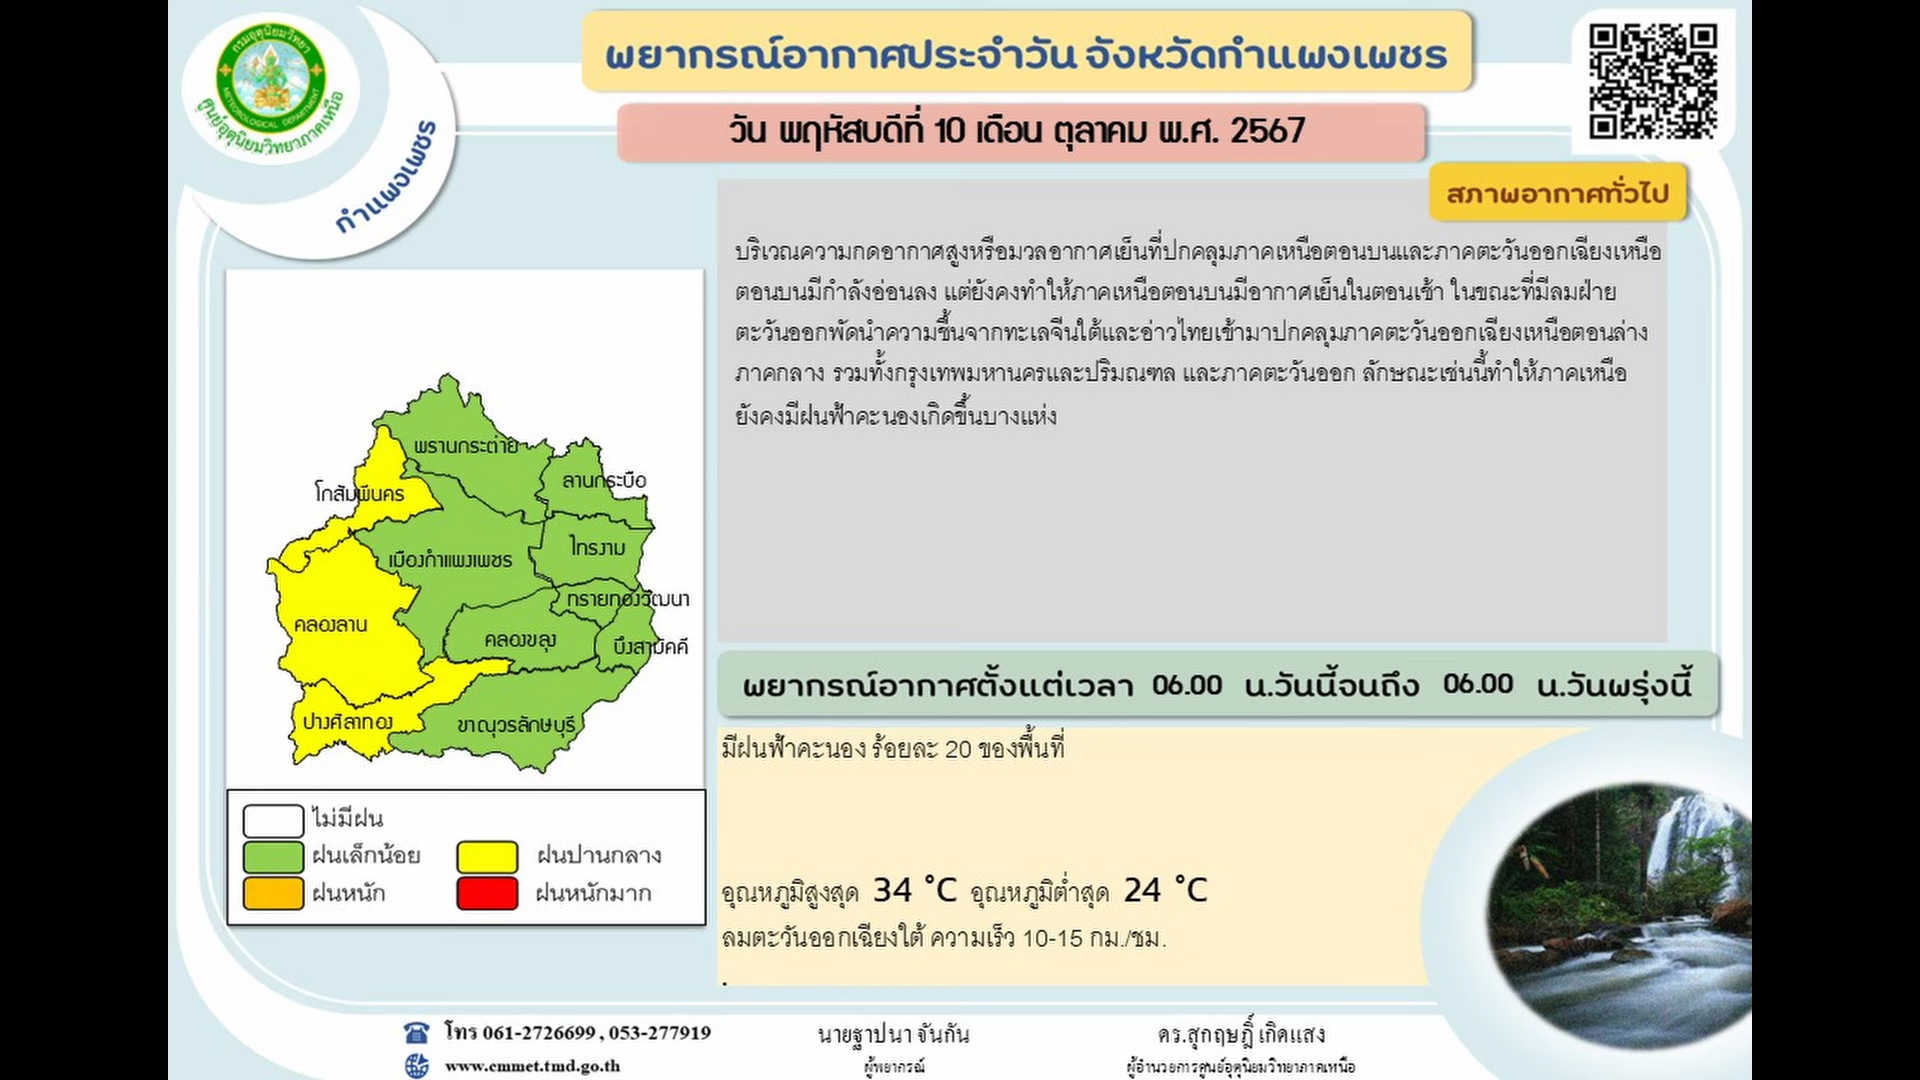 กรมอุตุนิยมวิทยา
METEOROLOGICAL DEPARTMENT
ศูนย์อุตุนิยมวิทยาภาคเหนือ
กำแพงเพชร
พยากรณ์อากาศประจำวัน จังหวัดกำแพงเพชร
วัน พฤหัสบดีที่ 10 เดือน ตุลาคม พ.ศ. 2567
สภาพอากาศทั่วไป
บริเวณความกดอากาศสูงหรือมวลอากาศเย็นที่ปกคลุมภาคเหนือตอนบนและภาคตะวันออกเฉียงเหนือ
ตอนบนมีกำลังอ่อนลง แต่ยังคงทำให้ภาคเหนือตอนบนมีอากาศเย็นในตอนเช้า ในขณะที่มีลมฝ่าย
ตะวันออกพัดนำความชื้นจากทะเลจีนใต้และอ่าวไทยเข้ามาปกคลุมภาคตะวันออกเฉียงเหนือตอนล่าง
ภาคกลาง รวมทั้งกรุงเทพมหานครและปริมณฑล และภาคตะวันออก ลักษณะเช่นนี้ทำให้ภาคเหนือ
ยังคงมีฝนฟ้าคะนองเกิดขึ้นบางแห่ง
พรานกระต่าย
ลานกระบือ
โกสัมพีนคร
ไทรงาม
เมืองกำแพงเพชร
ทรายทองวัฒนา
คลองลาน
คลองขลุง
บึงสามัคคี
ปางศิลาทอง
ขาณุวรลักษบุรี
ไม่มีฝน
ฝนเล็กน้อย
ฝนปานกลาง
ฝนหนัก
ฝนหนักมาก
พยากรณ์อากาศตั้งแต่เวลา 06.00 น.วันนี้จนถึง 06.00 น.วันพรุ่งนี้
มีฝนฟ้าคะนอง ร้อยละ 20 ของพื้นที่
อุณหภูมิสูงสุด 34 °C อุณหภูมิต่ำสุด 24 °C
ลมตะวันออกเฉียงใต้ ความเร็ว 10-15 กม./ชม.
.
โทร 061-2726699 , 053-277919
www.cmmet.tmd.go.th
นายฐาปนา จันกัน
ผู้พยากรณ์
ดร.สุกฤษฎิ์ เกิดแสง
ผู้อำนวยการศูนย์อุตุนิยมวิทยาภาคเหนือ